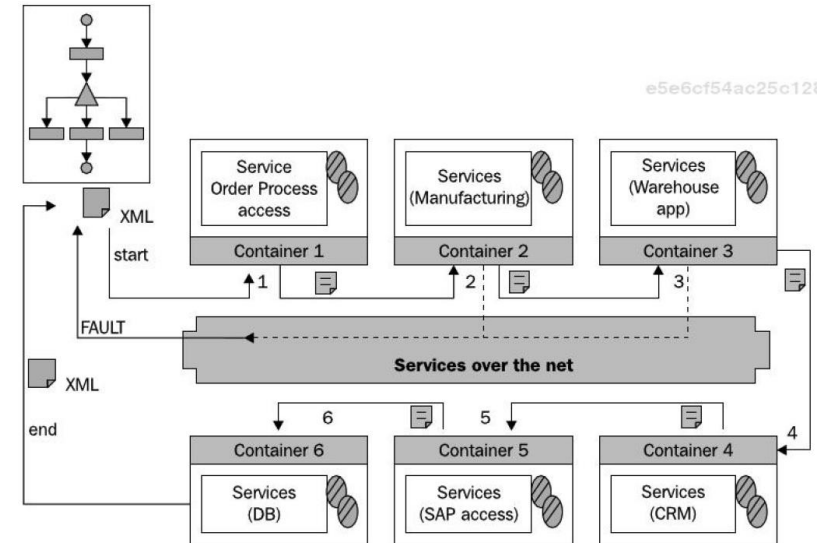 e5e6cf54ac25c128
Service
Order Process
access
Services
(Manufacturing)
Services
(Warehouse
app)
XML
start
Container 1
Container 2
Container 3
1
2
3
FAULT
Services over the net
XML
end
6
5
4
Container 6
Container 5
Container 4
Services
(DB)
Services
(SAP access)
Services
(CRM)